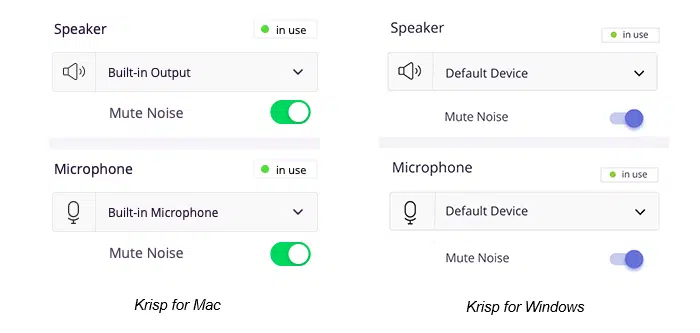 Speaker
in use
Built-in Output
Mute Noise
Microphone
in use
Built-in Microphone
Mute Noise
Krisp for Mac
Speaker
in use
Default Device
Mute Noise
Microphone
in use
Default Device
Mute Noise
Krisp for Windows